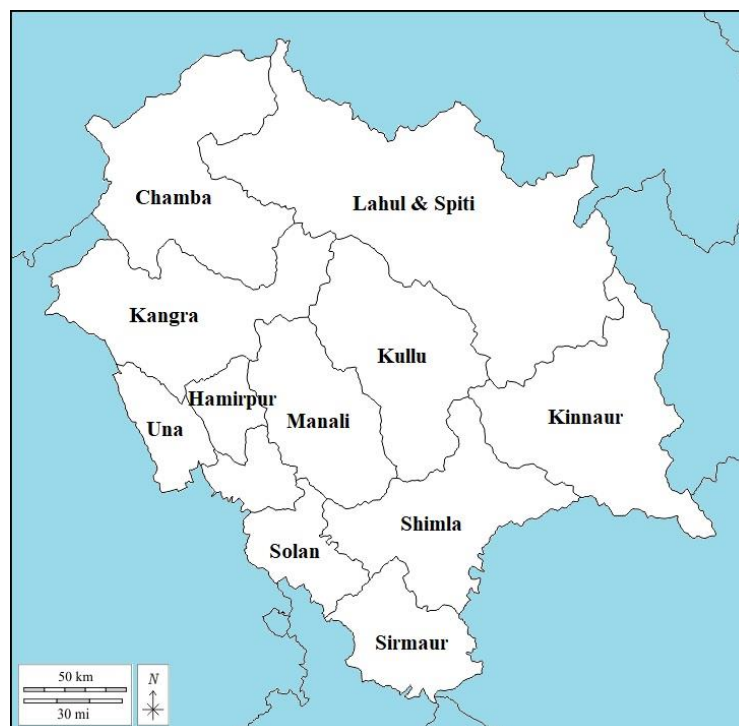 Chamba
Lahul & Spiti
Kangra
Kullu
Hamirpur
Kinnaur
Manali
Una
Shimla
Solan
Sirmaur
50 km
30 mi
N